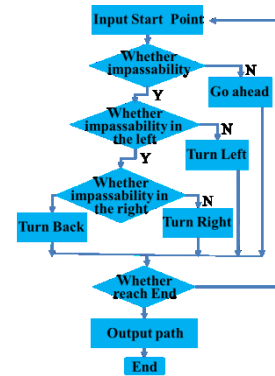 Input Start Point
Whether
impassability
N
Go ahead
Y
Whether
impassability in
the left
N
Turn Left
Y
Whether
impassability in
the right
N
Turn Back
Turn Right
Whether
reach End
Output path
End